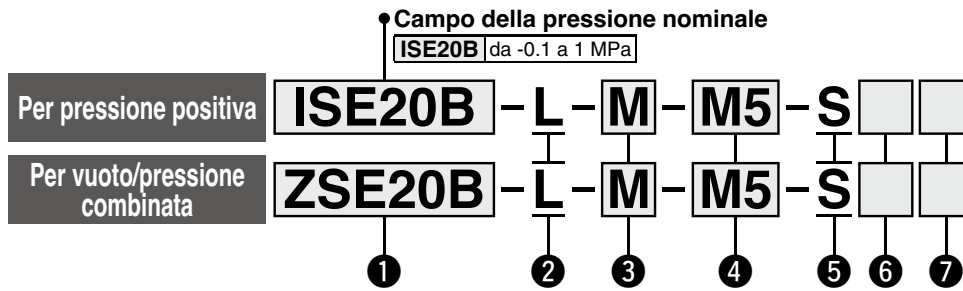 Campo della pressione nominale
ISE20B da -0.1 a 1 MPa
Per pressione positiva ISE20B - L - M - M5 - S
Per vuoto/pressione
combinata
ZSE20B - L - M - M5 - S
1 2 3 4 5 6 7